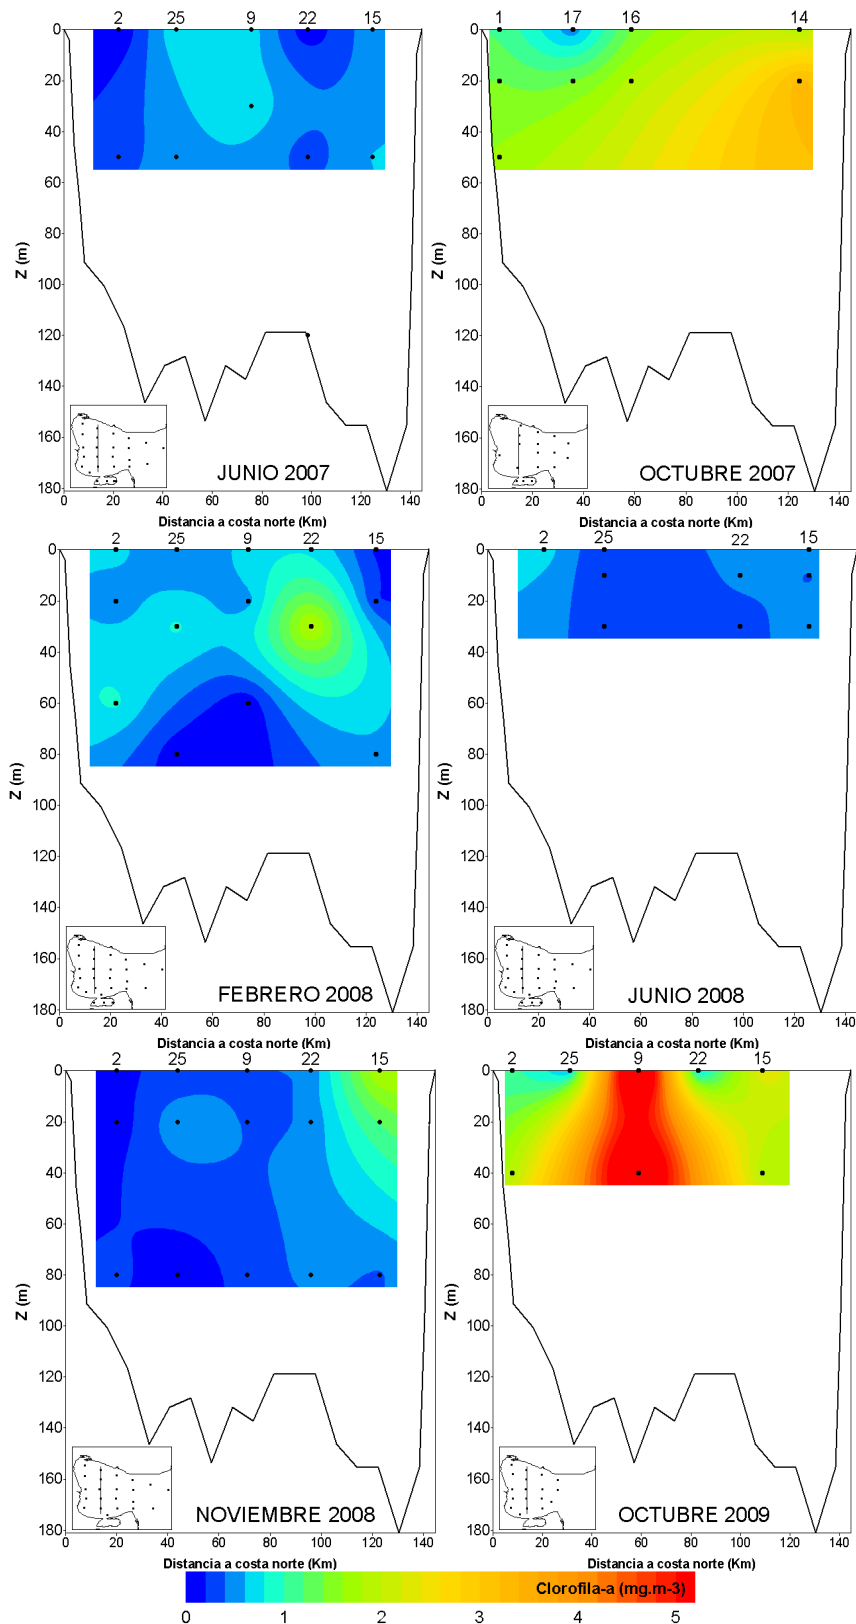 2 25 9 22 15
0
20
40
60
80
100
120
140
160
180
Z (m)
JUNIO 2007
0 20 40 60 80 100 120 140
Distancia a costa norte (Km)
1 17 16 14
0
20
40
60
80
100
120
140
160
180
Z (m)
OCTUBRE 2007
0 20 40 60 80 100 120 140
Distancia a costa norte (Km)
2 25 9 22 15
0
20
40
60
80
100
120
140
160
180
Z (m)
FEBRERO 2008
0 20 40 60 80 100 120 140
Distancia a costa norte (Km)
2 25 22 15
0
20
40
60
80
100
120
140
160
180
Z (m)
JUNIO 2008
0 20 40 60 80 100 120 140
Distancia a costa norte (Km)
2 25 9 22 15
0
20
40
60
80
100
120
140
160
180
Z (m)
NOVIEMBRE 2008
0 20 40 60 80 100 120 140
Distancia a costa norte (Km)
2 25 9 22 15
0
20
40
60
80
100
120
140
160
180
Z (m)
OCTUBRE 2009
0 20 40 60 80 100 120 140
Distancia a costa norte (Km)
Clorofila-a (mg.m-3)
0 1 2 3 4 5